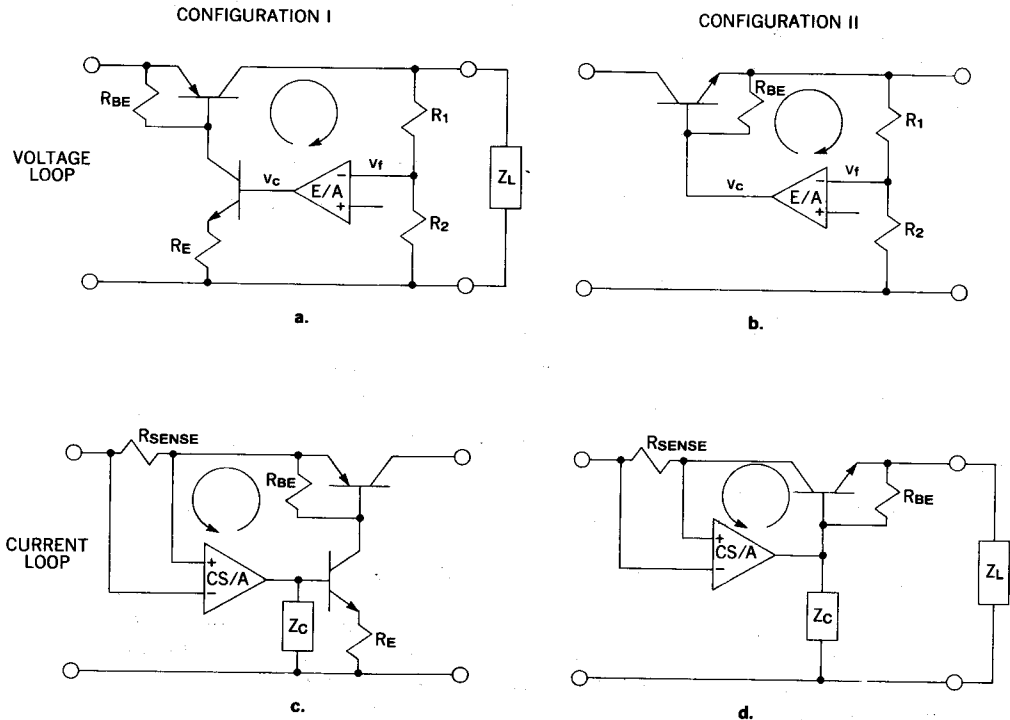 CONFIGURATION I
CONFIGURATION II
VOLTAGE
LOOP
RBE
R1
vc
E/A
-
+
vf
R2
RE
ZL
a.
RBE
R1
vc
E/A
-
+
vf
R2
b.
CURRENT
LOOP
RSENSE
RBE
CS/A
+
-
ZC
RE
c.
RSENSE
RBE
CS/A
+
-
ZC
ZL
d.